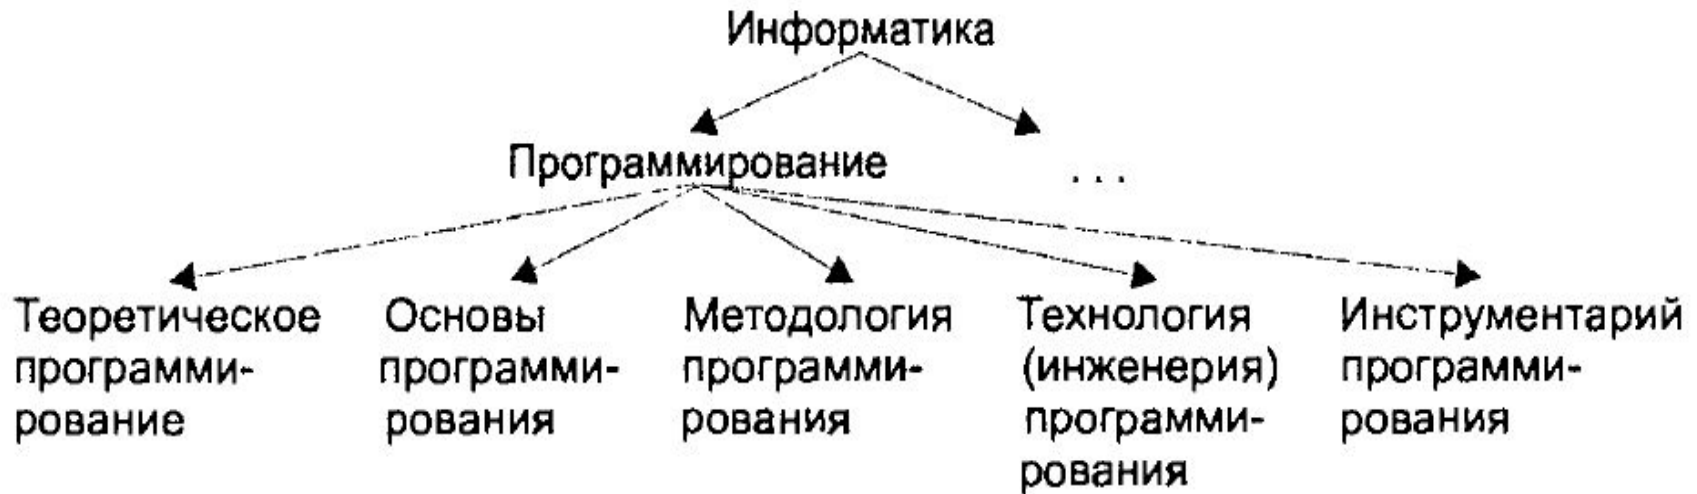 Информатика
Программирование
. . .
Теоретическое
программи-
рование
Основы
программи-
рования
Методология
программи-
рования
Технология
(инженерия)
программи-
рования
Инструментарий
программи-
рования